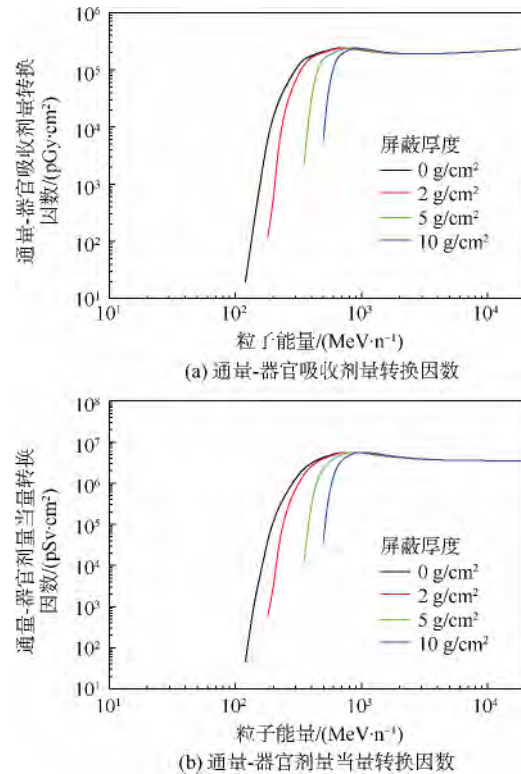 10⁶
10⁵
10⁴
10³
10²
10¹
通量-器官吸收剂量转换
因数/(pGy·cm²)
屏蔽厚度
0 g/cm²
2 g/cm²
5 g/cm²
10 g/cm²
10¹ 10² 10³ 10⁴
粒子能量/(MeV·n⁻¹)
(a) 通量-器官吸收剂量转换因数
10⁸
10⁷
10⁶
10⁵
10⁴
10³
10²
10¹
通量-器官剂量当量转换
因数/(pSv·cm²)
屏蔽厚度
0 g/cm²
2 g/cm²
5 g/cm²
10 g/cm²
10¹ 10² 10³ 10⁴
粒子能量/(MeV·n⁻¹)
(b) 通量-器官剂量当量转换因数